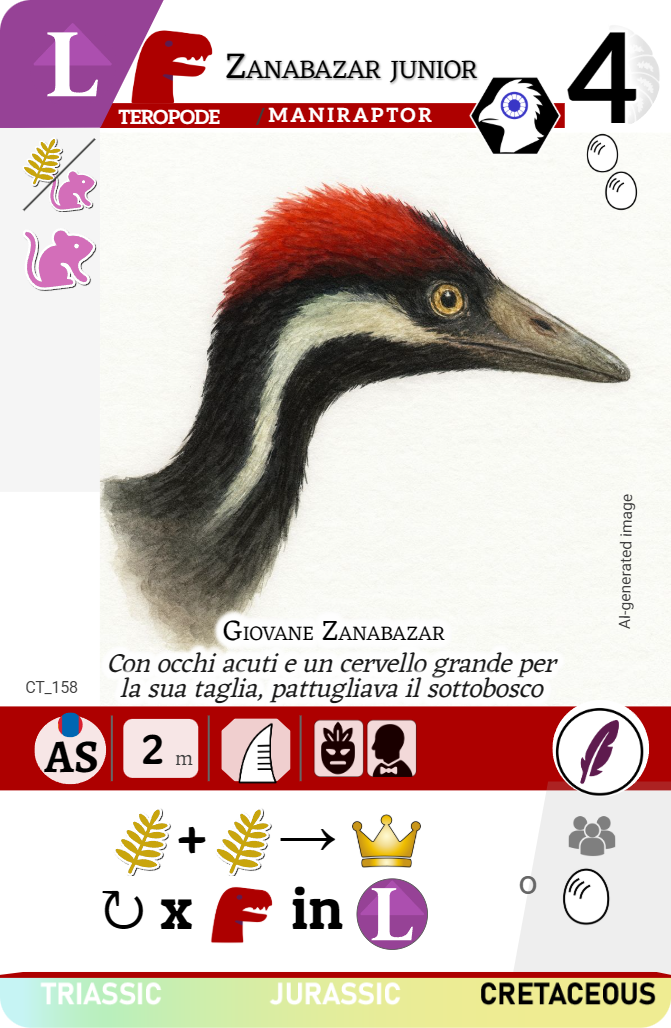 L
Zanabazar junior
4
TEROPODE
/MANIRAPTOR
AI-generated image
Giovane Zanabazar
Con occhi acuti e un cervello grande per
la sua taglia, pattugliava il sottobosco
CT_158
AS
2 m
+ →
o
↻ x in L
TRIASSIC JURASSIC CRETACEOUS